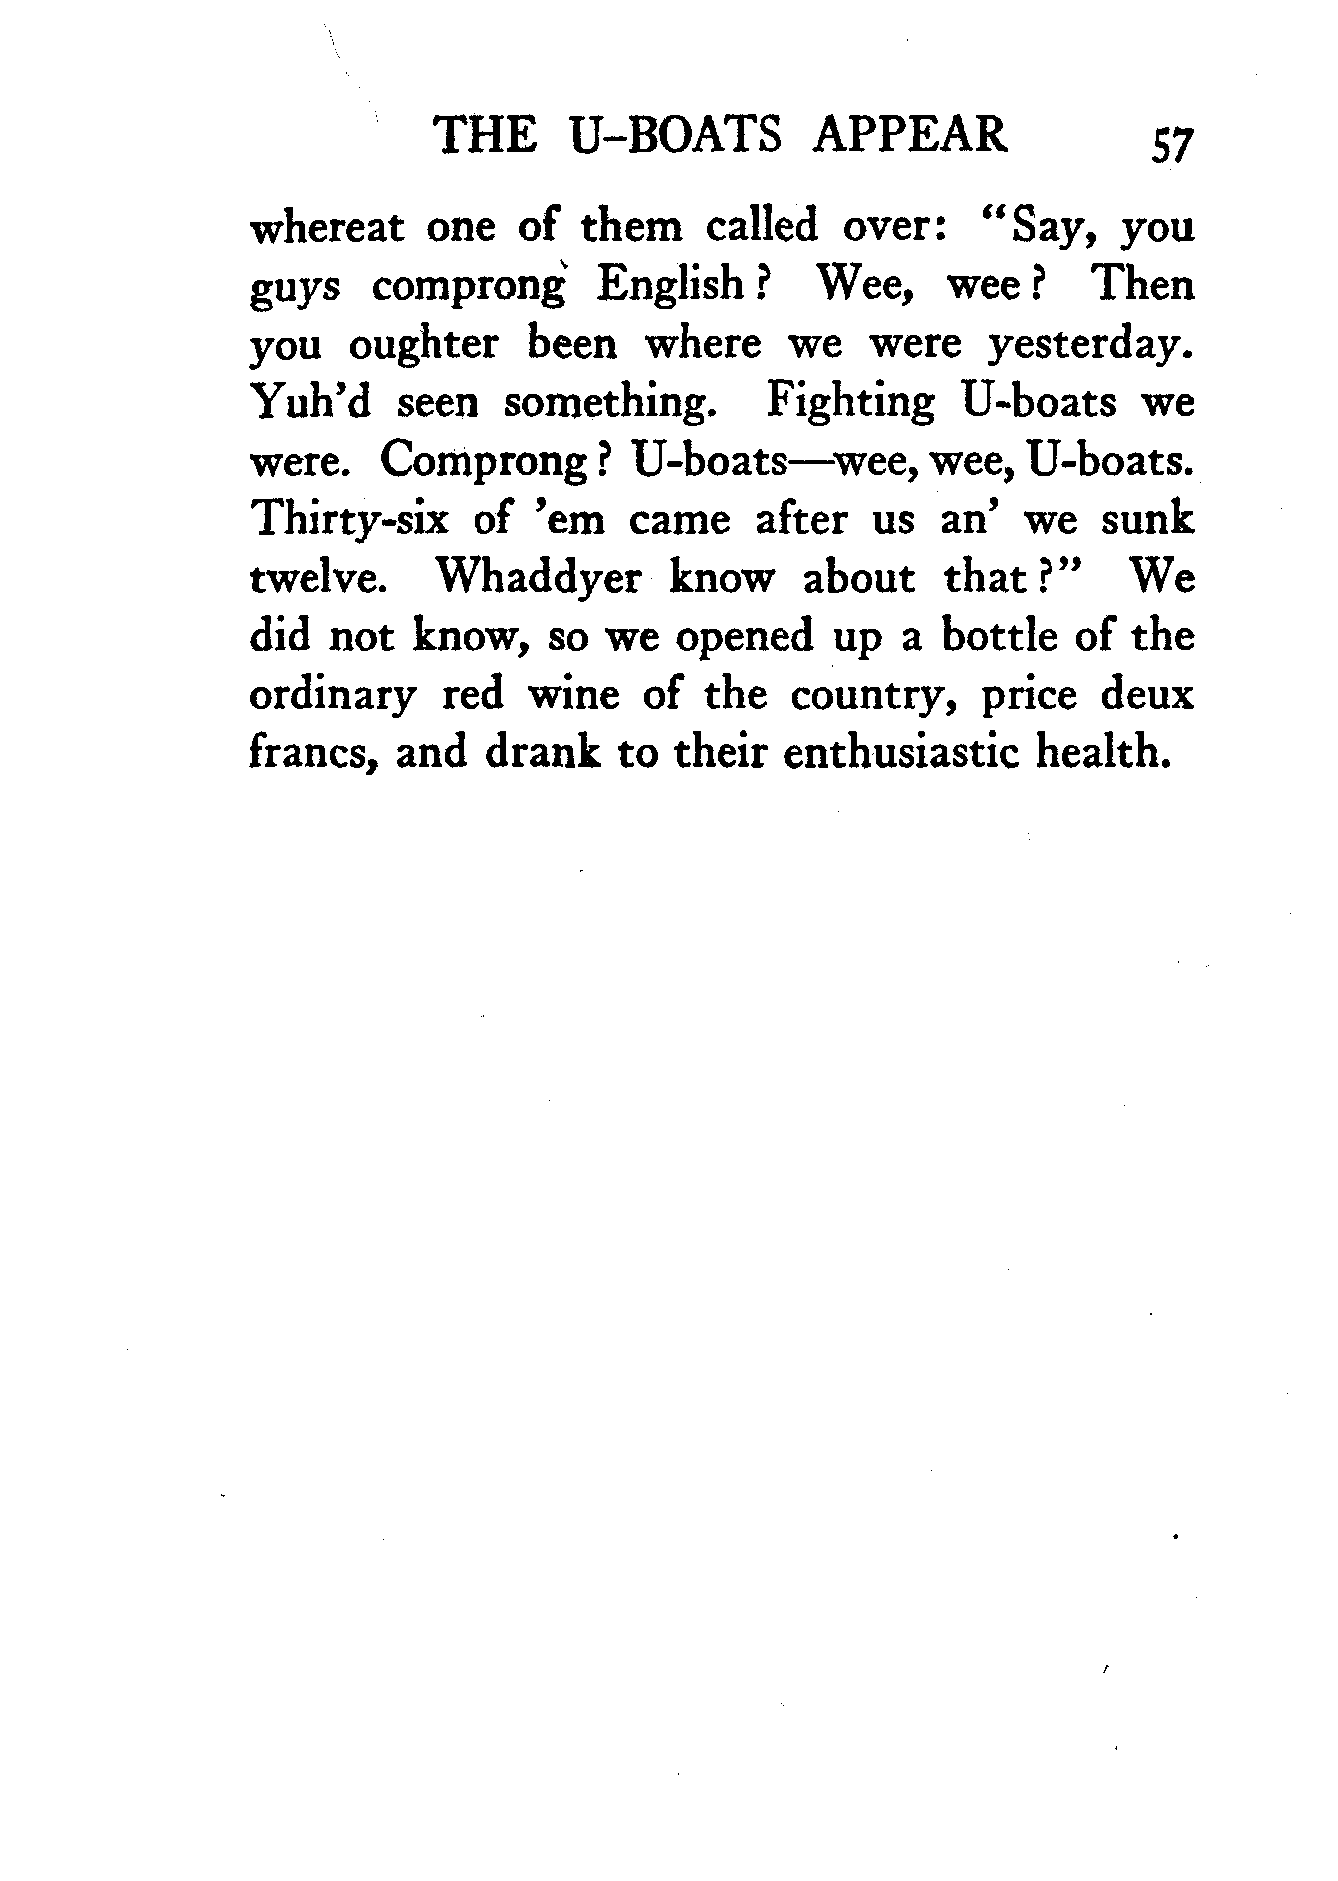 THE U-BOATS APPEAR 57
whereat one of them called over: "Say, you
guys comprong English? Wee, wee? Then
you oughter been where we were yesterday.
Yuh'd seen something. Fighting U-boats we
were. Comprong? U-boats—wee, wee, U-boats.
Thirty-six of 'em came after us an' we sunk
twelve. Whaddyer know about that?" We
did not know, so we opened up a bottle of the
ordinary red wine of the country, price deux
francs, and drank to their enthusiastic health.